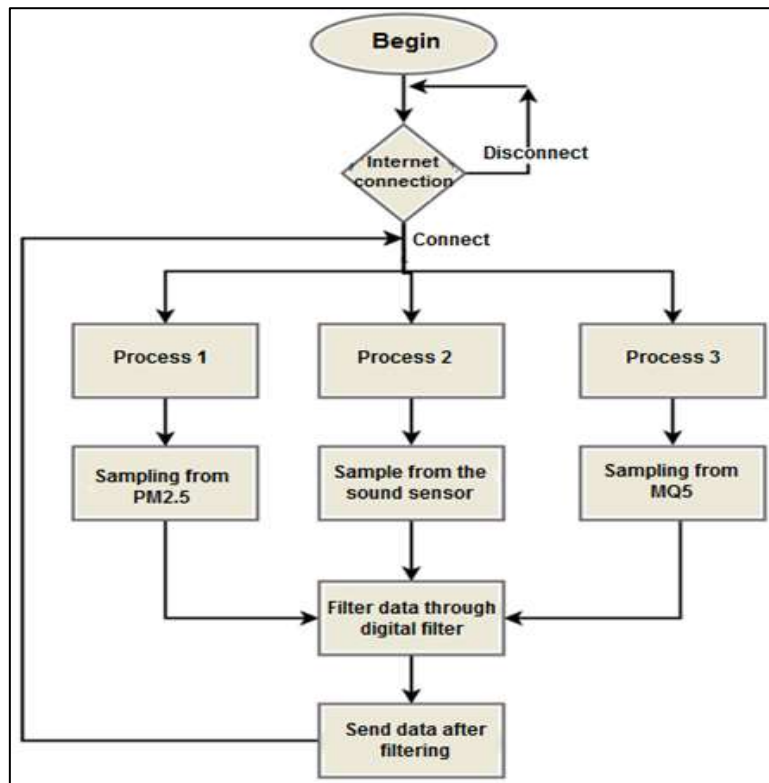 Begin
Internet
connection
Disconnect
Connect
Process 1
Process 2
Process 3
Sampling from
PM2.5
Sample from the
sound sensor
Sampling from
MQ5
Filter data through
digital filter
Send data after
filtering